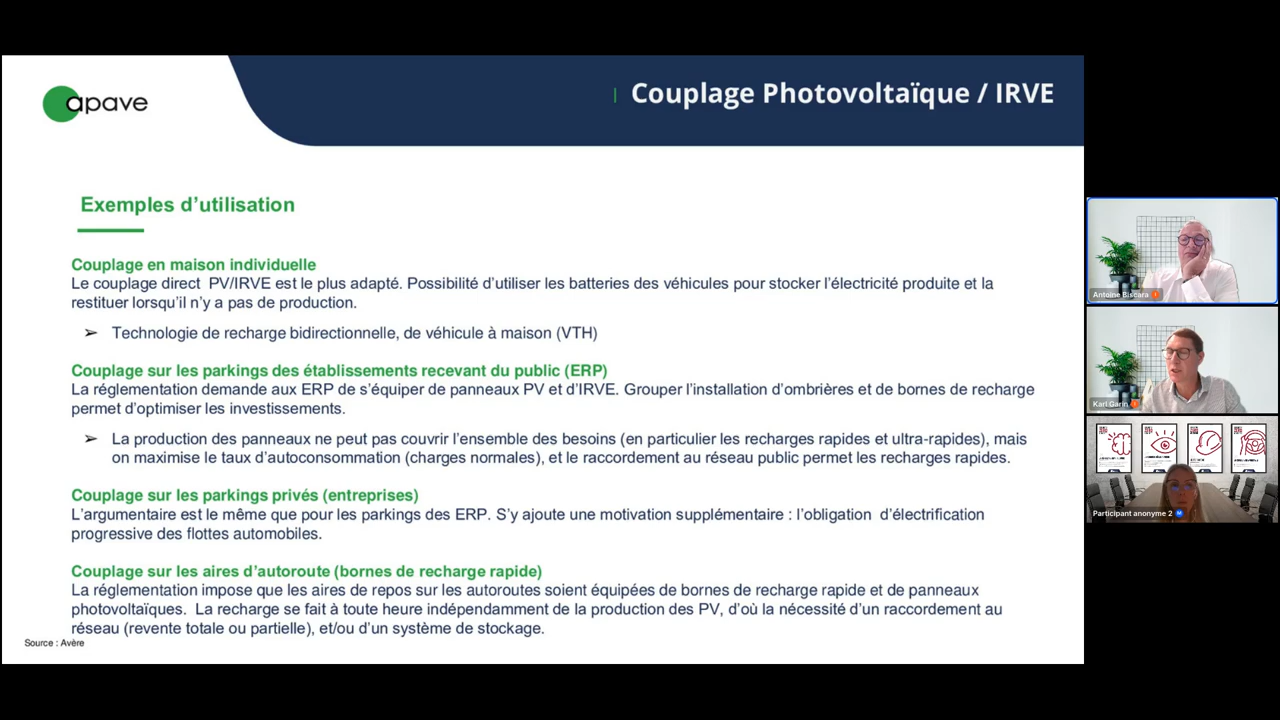 apave
Couplage Photovoltaïque / IRVE
Exemples d’utilisation
Couplage en maison individuelle
Le couplage direct PV/IRVE est le plus adapté. Possibilité d’utiliser les batteries des véhicules pour stocker l’électricité produite et la
restituer lorsqu’il n’y a pas de production.
➢ Technologie de recharge bidirectionnelle, de véhicule à maison (VTH)
Couplage sur les parkings des établissements recevant du public (ERP)
La réglementation demande aux ERP de s’équiper de panneaux PV et d’IRVE. Grouper l’installation d’ombrières et de bornes de recharge
permet d’optimiser les investissements.
➢ La production des panneaux ne peut pas couvrir l’ensemble des besoins (en particulier les recharges rapides et ultra-rapides), mais
on maximise le taux d’autoconsommation (charges normales), et le raccordement au réseau public permet les recharges rapides.
Couplage sur les parkings privés (entreprises)
L’argumentaire est le même que pour les parkings des ERP. S’y ajoute une motivation supplémentaire : l’obligation d’électrification
progressive des flottes automobiles.
Couplage sur les aires d’autoroute (bornes de recharge rapide)
La réglementation impose que les aires de repos sur les autoroutes soient équipées de bornes de recharge rapide et de panneaux
photovoltaïques. La recharge se fait à toute heure indépendamment de la production des PV, d’où la nécessité d’un raccordement au
réseau (revente totale ou partielle), et/ou d’un système de stockage.
Source : Avère
Antoine Biscara
Karl Garin
Participant anonyme 2
M